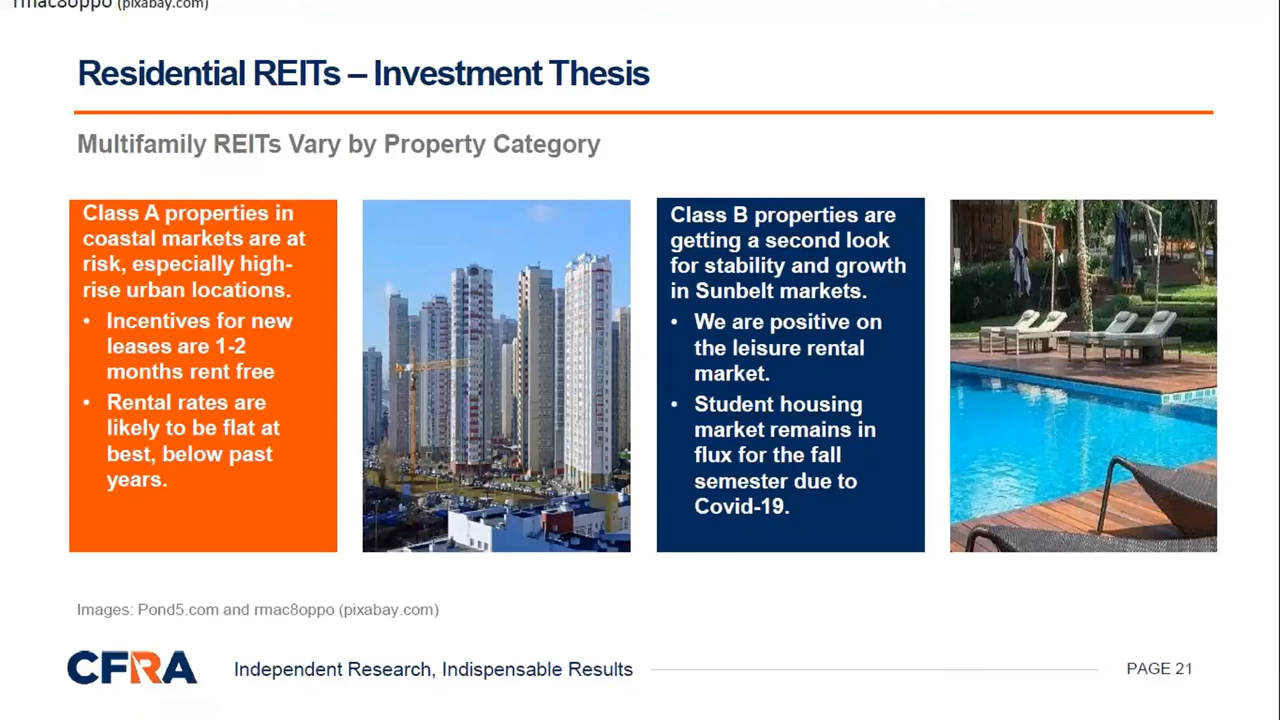 rmac8oppo (pixabay.com)
Residential REITs – Investment Thesis
Multifamily REITs Vary by Property Category
Class A properties in
coastal markets are at
risk, especially high-
rise urban locations.
• Incentives for new
leases are 1-2
months rent free
• Rental rates are
likely to be flat at
best, below past
years.
Class B properties are
getting a second look
for stability and growth
in Sunbelt markets.
• We are positive on
the leisure rental
market.
• Student housing
market remains in
flux for the fall
semester due to
Covid-19.
Images: Pond5.com and rmac8oppo (pixabay.com)
CFRA
Independent Research, Indispensable Results
PAGE 21